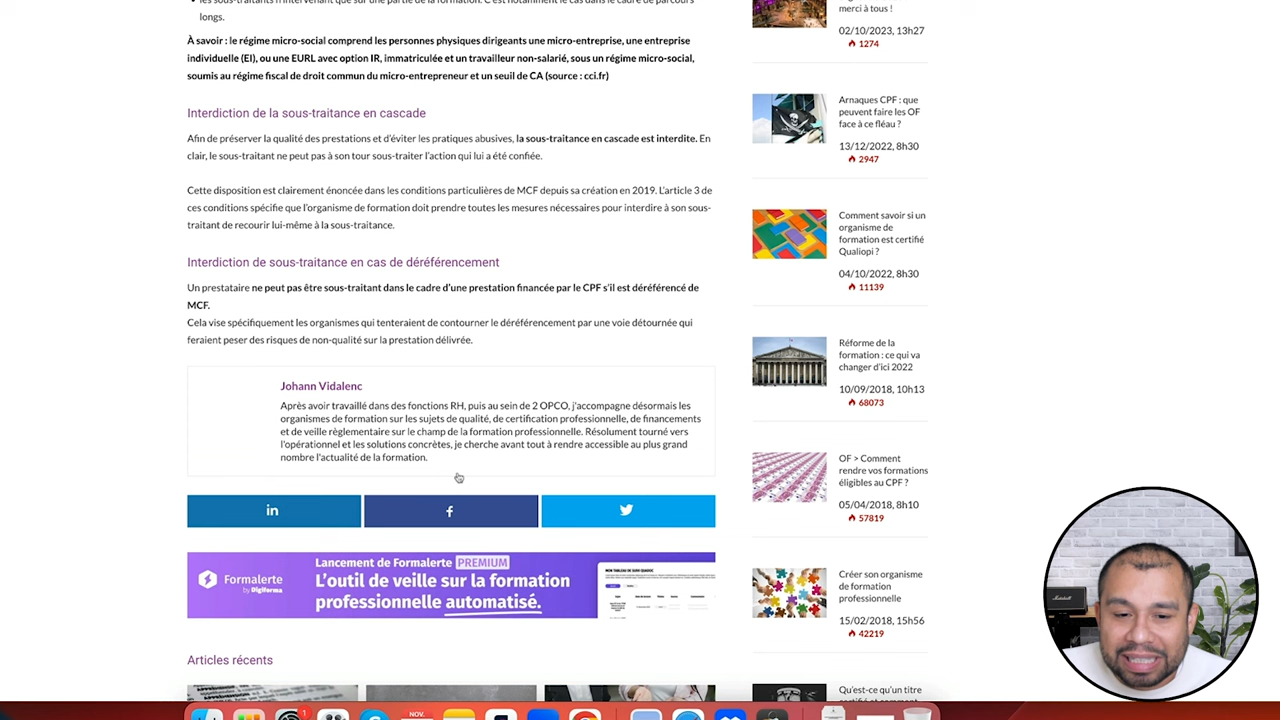 les sous-traitants n'intervenant que sur une partie de la formation. C'est notamment le cas dans le cadre de parcours
longs.
À savoir : le régime micro-social comprend les personnes physiques dirigeants une micro-entreprise, une entreprise
individuelle (EI), ou une EURL avec option IR, immatriculée et un travailleur non-salarié, sous un régime micro-social,
soumis au régime fiscal de droit commun du micro-entrepreneur et un seuil de CA (source : cci.fr)
Interdiction de la sous-traitance en cascade
Afin de préserver la qualité des prestations et d'éviter les pratiques abusives, la sous-traitance en cascade est interdite. En
clair, le sous-traitant ne peut pas à son tour sous-traiter l'action qui lui a été confiée.
Cette disposition est clairement énoncée dans les conditions particulières de MCF depuis sa création en 2019. L'article 3 de
ces conditions spécifie que l'organisme de formation doit prendre toutes les mesures nécessaires pour interdire à son sous-
traitant de recourir lui-même à la sous-traitance.
Interdiction de sous-traitance en cas de déréférencement
Un prestataire ne peut pas être sous-traitant dans le cadre d'une prestation financée par le CPF s'il est déréférencé de
MCF.
Cela vise spécifiquement les organismes qui tenteraient de contourner le déréférencement par une voie détournée qui
feraient peser des risques de non-qualité sur la prestation délivrée.
Johann Vidalenc
Après avoir travaillé dans des fonctions RH, puis au sein de 2 OPCO, j'accompagne désormais les
organismes de formation sur les sujets de qualité, de certification professionnelle, de financements
et de veille règlementaire sur le champ de la formation professionnelle. Résolument tourné vers
l'opérationnel et les solutions concrètes, je cherche avant tout à rendre accessible au plus grand
nombre l'actualité de la formation.
in
f
Formalerte
by Digiforma
Lancement de Formalerte PREMIUM
L'outil de veille sur la formation
professionnelle automatisé.
MON TABLEAU DE SUIVI QUALIOPI
Articles récents
merci à tous !
02/10/2023, 13h27
1274
Arnaques CPF : que
peuvent faire les OF
face à ce fléau ?
13/12/2022, 8h30
2947
Comment savoir si un
organisme de
formation est certifié
Qualiopi ?
04/10/2022, 8h30
11139
Réforme de la
formation : ce qui va
changer d'ici 2022
10/09/2018, 10h13
68073
OF > Comment
rendre vos formations
éligibles au CPF ?
05/04/2018, 8h10
57819
Créer son organisme
de formation
professionnelle
15/02/2018, 15h56
42219
Qu'est-ce qu'un titre
NOV.
1
Marshall